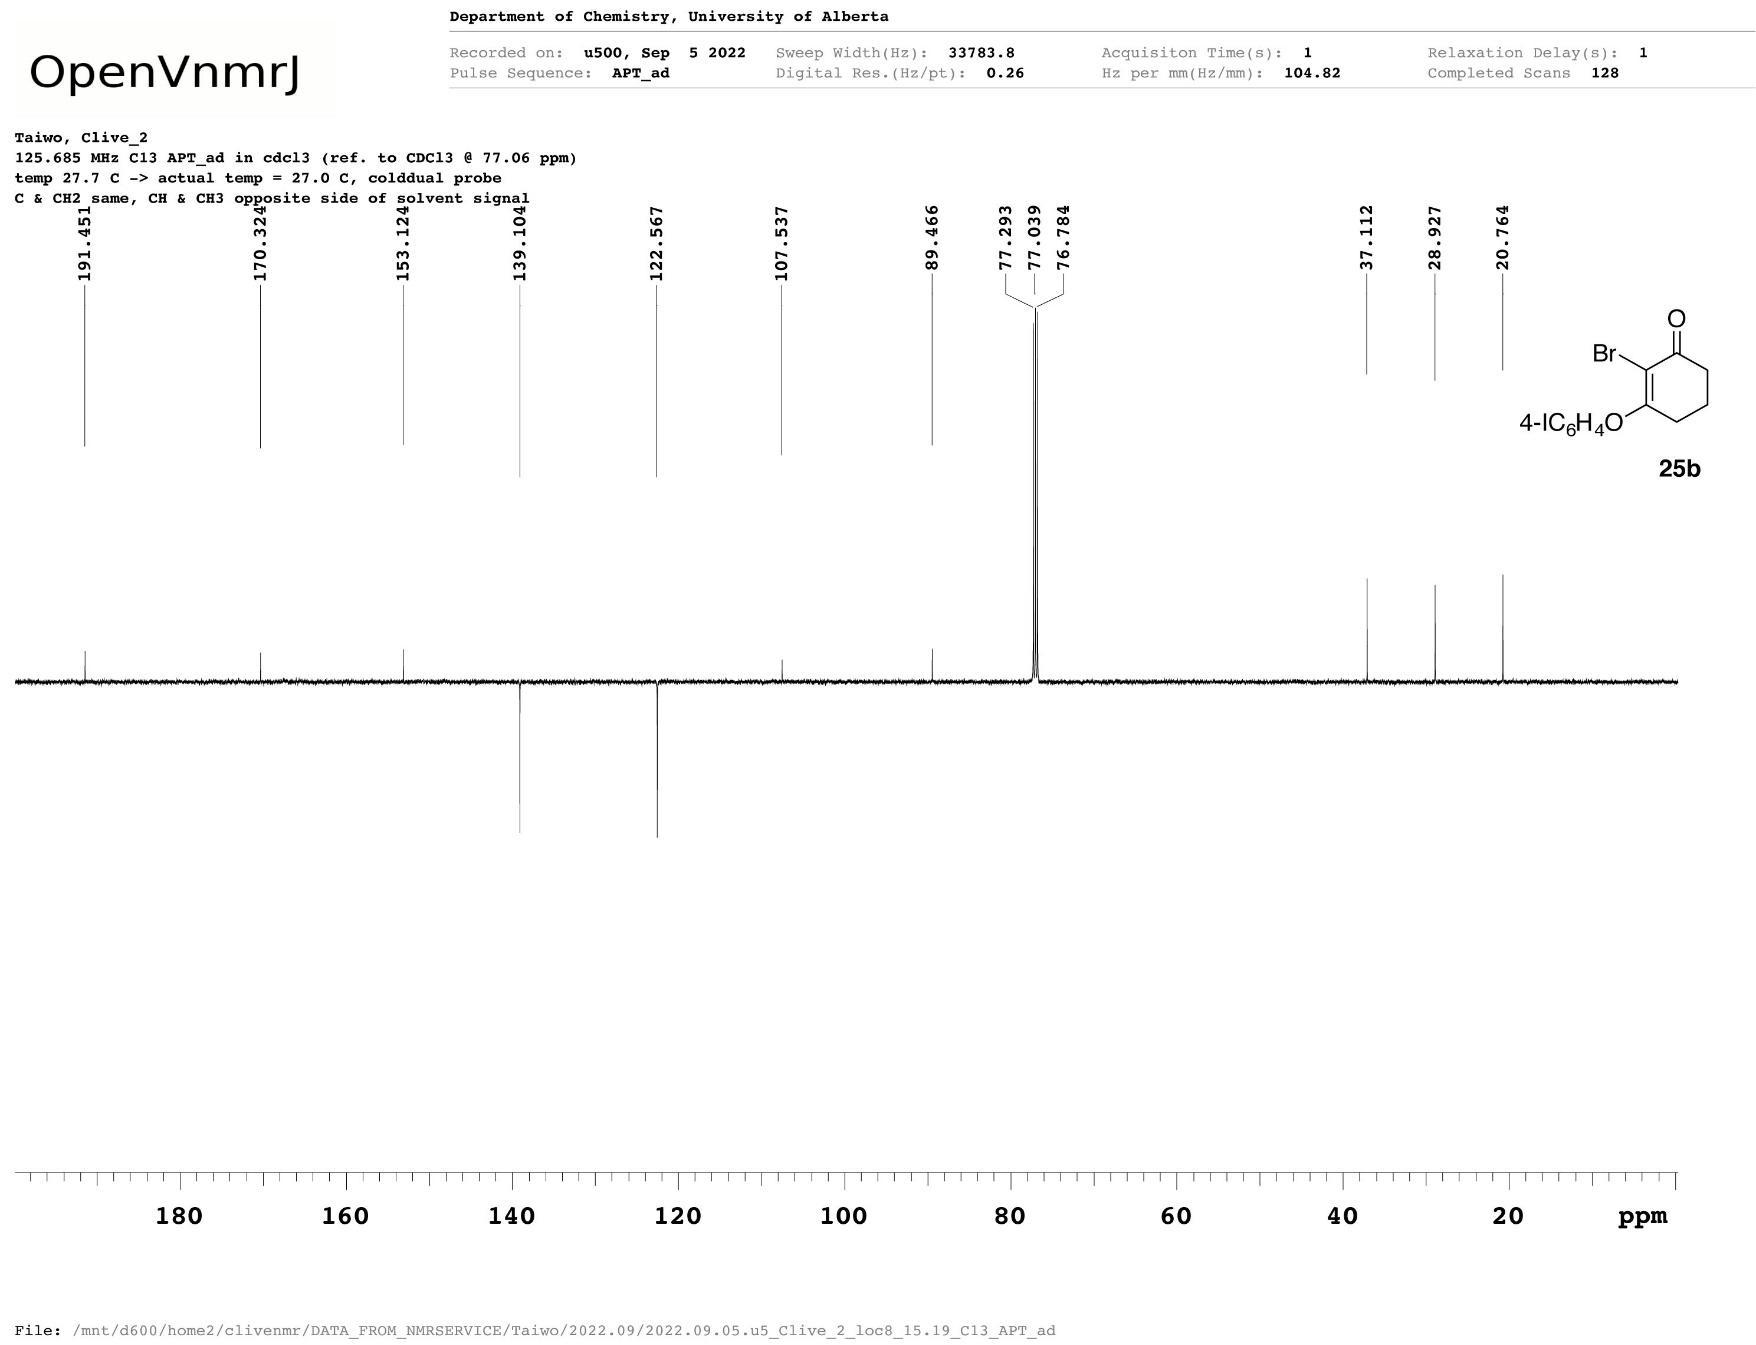 Department of Chemistry, University of Alberta
OpenVnmrJ
Recorded on: u500, Sep 5 2022 Sweep Width(Hz): 33783.8 Acquisiton Time(s): 1 Relaxation Delay(s): 1
Pulse Sequence: APT_ad Digital Res.(Hz/pt): 0.26 Hz per mm(Hz/mm): 104.82 Completed Scans 128
Taiwo, Clive_2
125.685 MHz C13 APT_ad in cdcl3 (ref. to CDCl3 @ 77.06 ppm)
temp 27.7 C -> actual temp = 27.0 C, colddual probe
C & CH2 same, CH & CH3 opposite side of solvent signal
191.451 170.324 153.124 139.104 122.567 107.537 89.466 77.293 77.039 76.784 37.112 28.927 20.764
O
Br
4-IC6H4O
25b
180 160 140 120 100 80 60 40 20 ppm
File: /mnt/d600/home2/clivenmr/DATA_FROM_NMRSERVICE/Taiwo/2022.09/2022.09.05.u5_Clive_2_loc8_15.19_C13_APT_ad